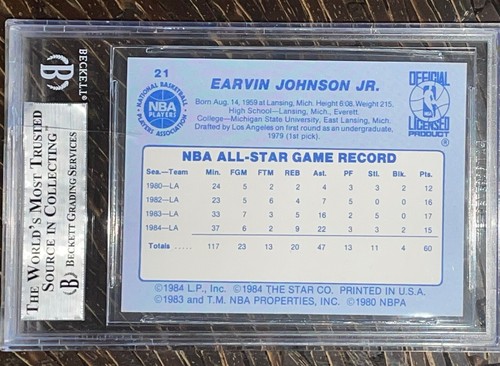 BECKETT®
B
THE WORLD'S MOST TRUSTED
SOURCE IN COLLECTING™
B BECKETT GRADING SERVICES
21
NATIONAL BASKETBALL
NBA
PLAYERS
PLAYERS ASSOCIATION
EARVIN JOHNSON JR.
Born Aug. 14, 1959 at Lansing, Mich. Height 6:08. Weight 215.
High School—Lansing, Mich., Everett.
College—Michigan State University, East Lansing, Mich.
Drafted by Los Angeles on first round as an undergraduate,
1979 (1st pick).
OFFICIAL
LICENSED
PRODUCT
®
NBA ALL-STAR GAME RECORD
Sea.—Team Min. FGM FTM REB Ast. PF Stl. Blk. Pts.
1980—LA 24 5 2 2 4 3 3 2 12
1982—LA 23 5 6 4 7 5 0 0 16
1983—LA 33 7 3 5 16 2 5 0 17
1984—LA 37 6 2 9 22 3 3 2 15
Totals ..... 117 23 13 20 47 13 11 4 60
©1984 L.P., Inc. ©1984 THE STAR CO. PRINTED IN U.S.A.
©1983 and T.M. NBA PROPERTIES, INC. ©1980 NBPA